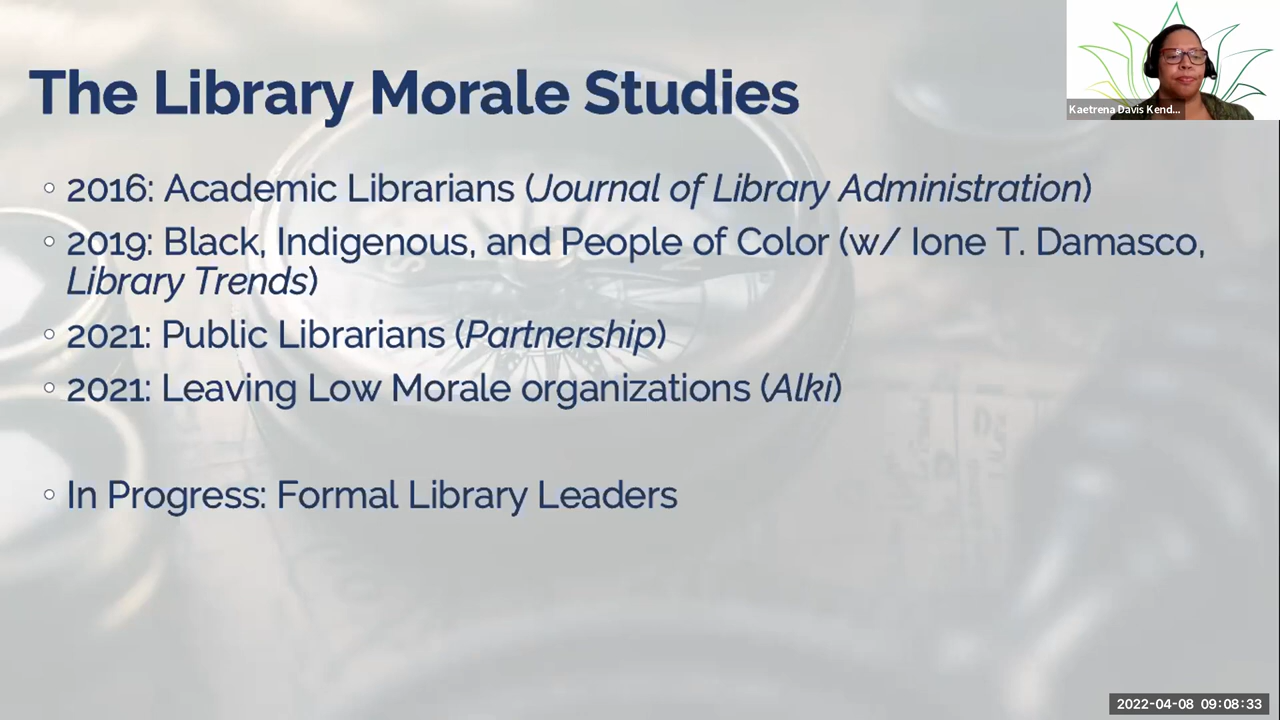 The Library Morale Studies
2016: Academic Librarians (Journal of Library Administration)
2019: Black, Indigenous, and People of Color (w/ Ione T. Damasco,
Library Trends)
2021: Public Librarians (Partnership)
2021: Leaving Low Morale organizations (Alki)
In Progress: Formal Library Leaders
Kaetrena Davis Kend...
2022-04-08 09:08:33